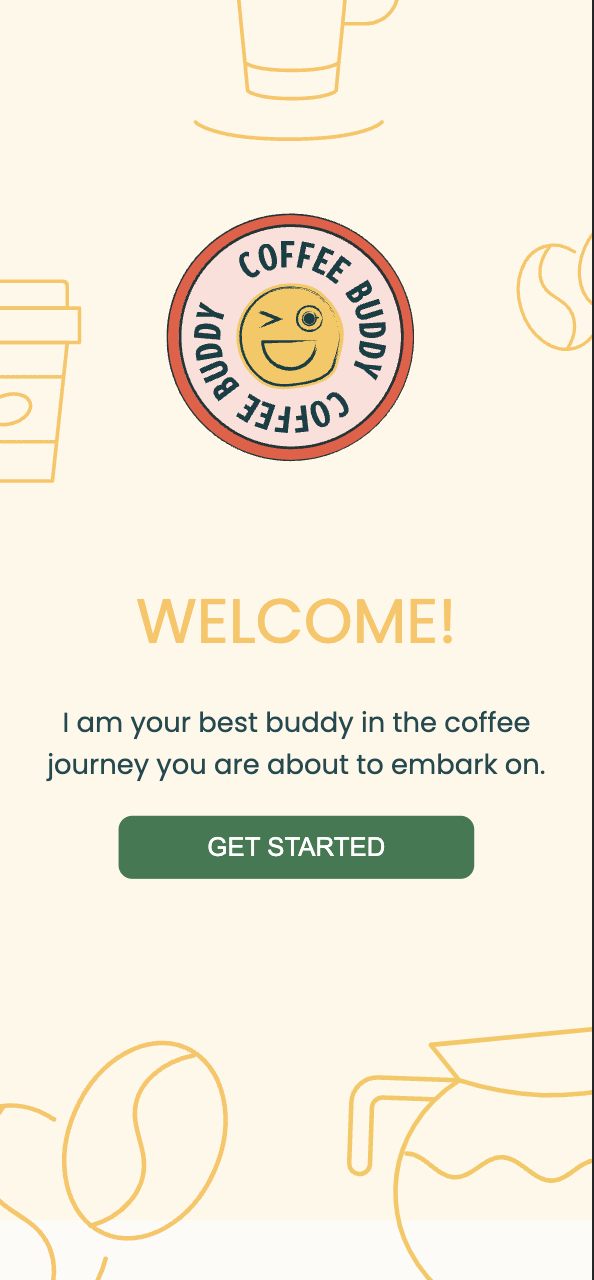 COFFEE BUDDY
COFFEE BUDDY
WELCOME!
I am your best buddy in the coffee
journey you are about to embark on.
GET STARTED